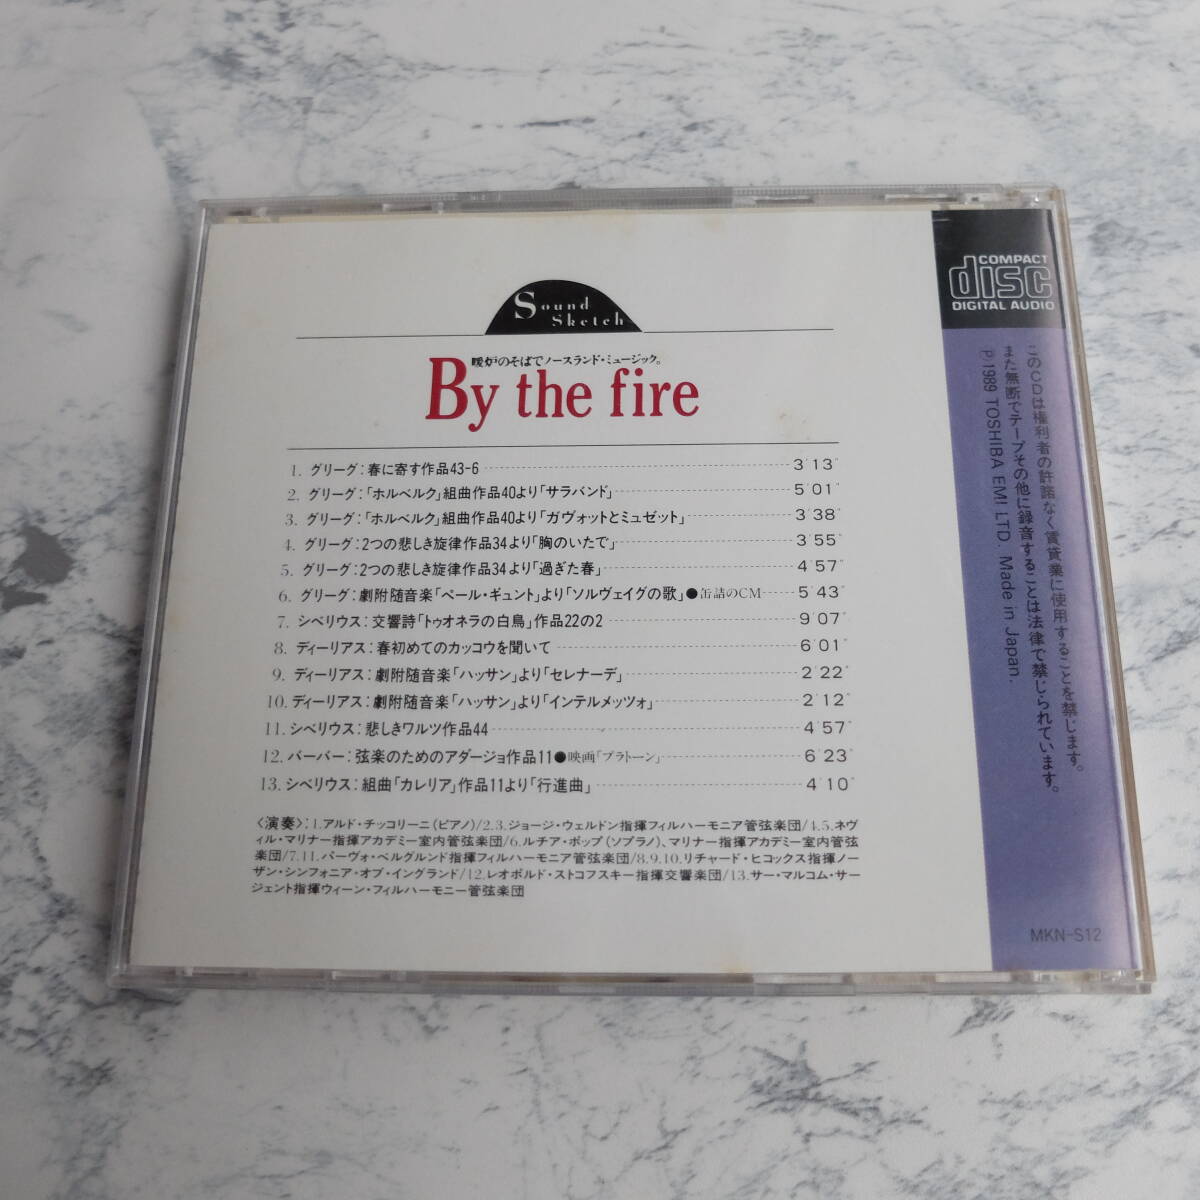 Sound
Sketch
暖炉のそばでノースランド・ミュージック。
By the fire
1. グリーグ:春に寄す作品43-6 3′13″
2. グリーグ:「ホルベルク」組曲作品40より「サラバンド」 5′01″
3. グリーグ:「ホルベルク」組曲作品40より「ガヴォットとミュゼット」 3′38″
4. グリーグ:2つの悲しき旋律作品34より「胸のいたで」 3′55″
5. グリーグ:2つの悲しき旋律作品34より「過ぎた春」 4′57″
6. グリーグ:劇附随音楽「ペール・ギュント」より「ソルヴェイグの歌」●缶詰のCM 5′43″
7. シベリウス:交響詩「トゥオネラの白鳥」作品22の2 9′07″
8. ディーリアス:春初めてのカッコウを聞いて 6′01″
9. ディーリアス:劇附随音楽「ハッサン」より「セレナーデ」 2′22″
10. ディーリアス:劇附随音楽「ハッサン」より「インテルメッツォ」 2′12″
11. シベリウス:悲しきワルツ作品44 4′57″
12. バーバー:弦楽のためのアダージョ作品11●映画「プラトーン」 6′23″
13. シベリウス:組曲「カレリア」作品11より「行進曲」 4′10″
〈演奏〉:1.アルド・チッコリーニ(ピアノ)/2.3.ジョージ・ウェルドン指揮フィルハーモニア管弦楽団/4.5.ネヴ
ィル・マリナー指揮アカデミー室内管弦楽団/6.ルチア・ポップ(ソプラノ)、マリナー指揮アカデミー室内管弦
楽団/7.11.パーヴォ・ベルグルンド指揮フィルハーモニア管弦楽団/8.9.10.リチャード・ヒコックス指揮ノー
ザン・シンフォニア・オブ・イングランド/12.レオポルド・ストコフスキー指揮交響楽団/13.サー・マルコム・サー
ジェント指揮ウィーン・フィルハーモニー管弦楽団
COMPACT
disc
DIGITAL AUDIO
このCDは権利者の許諾なく賃貸業に使用することを禁じます。
また無断でテープその他に録音することは法律で禁じられています。
Ⓟ1989 TOSHIBA EMI LTD. Made in Japan.
MKN-S12